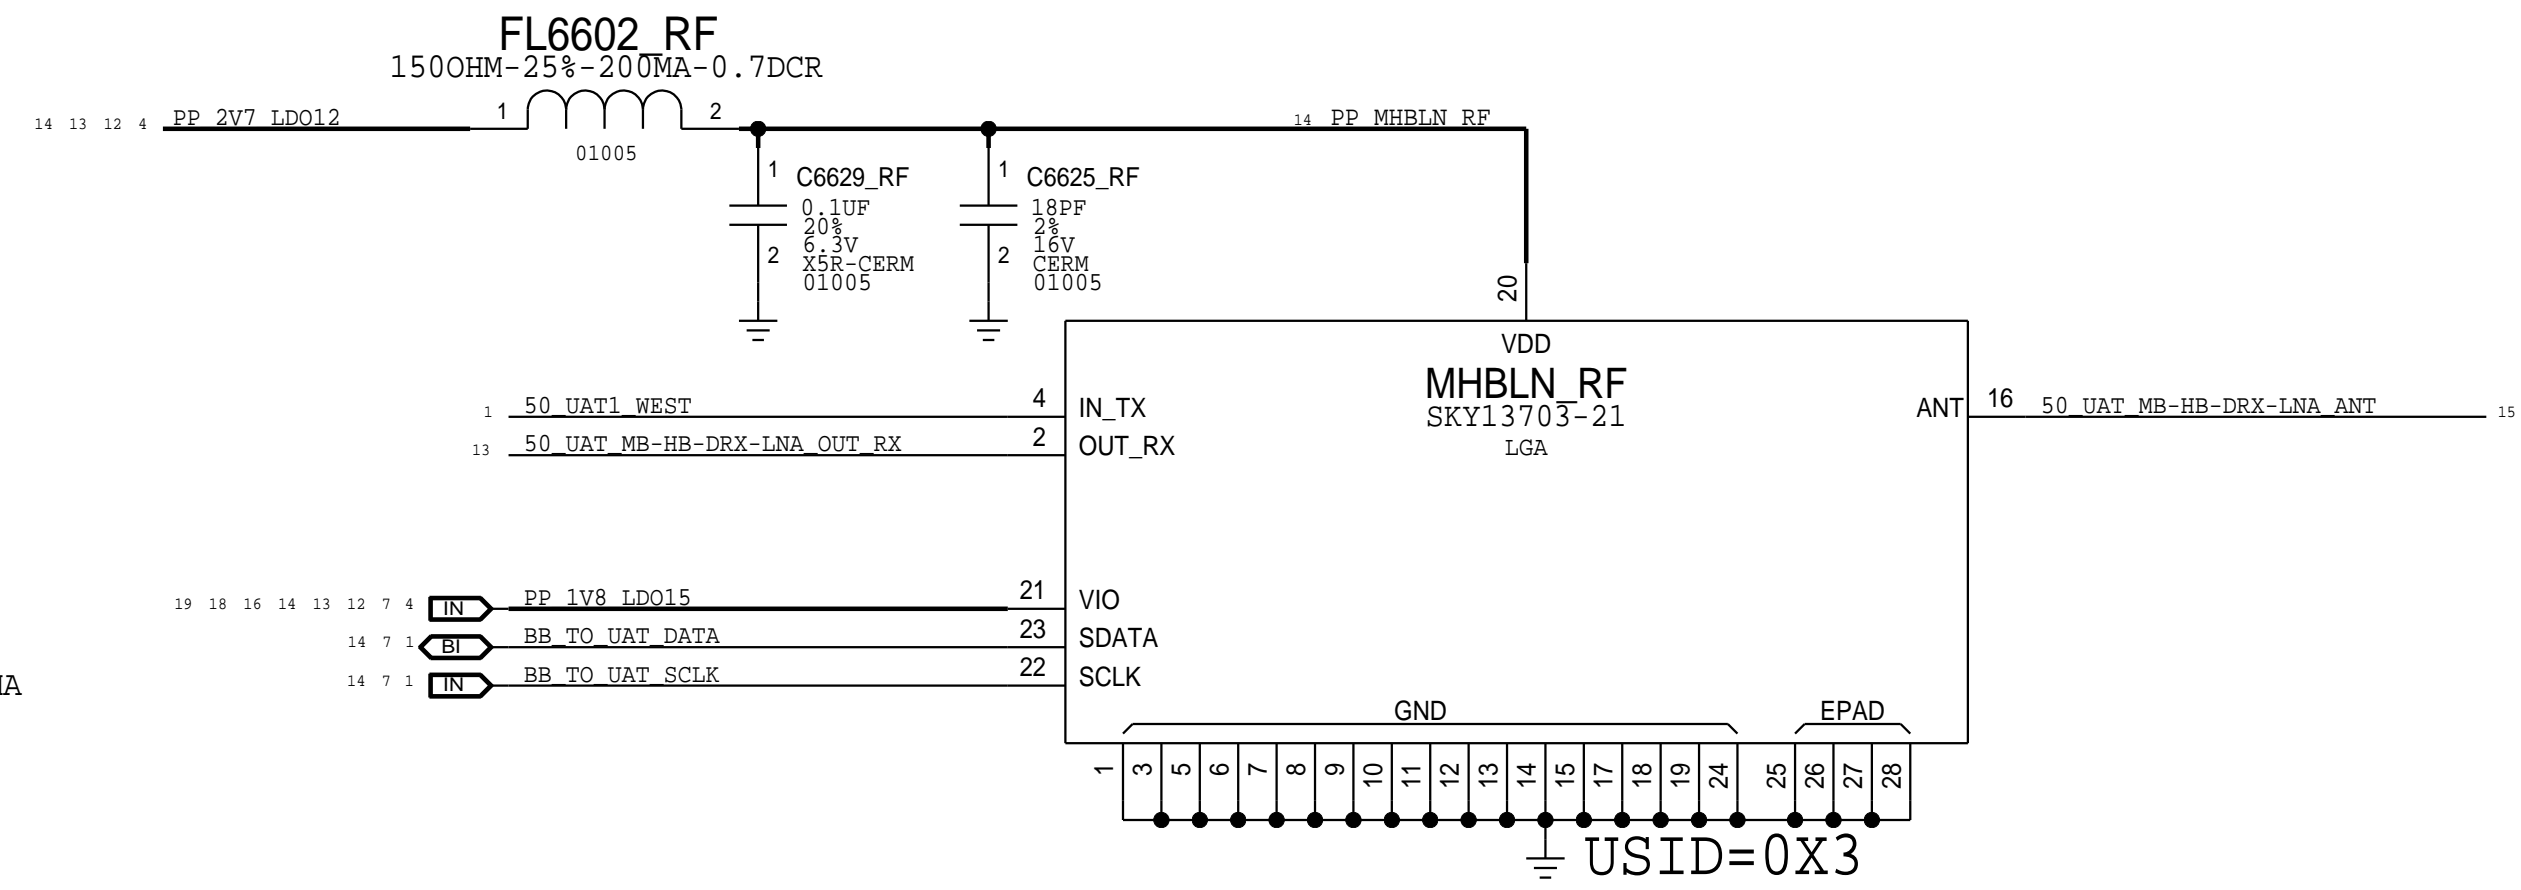 FL6602_RF
150OHM-25%-200MA-0.7DCR
14 13 12 4 PP_2V7_LDO12 1 2 14 PP_MHBLN_RF
01005
1 C6629_RF 1 C6625_RF
0.1UF 18PF
20% 2%
6.3V 16V
2 X5R-CERM 2 CERM
01005 01005
20
VDD
MHBLN_RF
SKY13703-21
LGA
1 50_UAT1_WEST 4 IN_TX ANT 16 50_UAT_MB-HB-DRX-LNA_ANT 15
13 50_UAT_MB-HB-DRX-LNA_OUT_RX 2 OUT_RX
19 18 16 14 13 12 7 4 IN PP_1V8_LDO15 21 VIO
14 7 1 BI BB_TO_UAT_DATA 23 SDATA
14 7 1 IN BB_TO_UAT_SCLK 22 SCLK
GND EPAD
1 3 5 6 7 8 9 10 11 12 13 14 15 17 18 19 24 25 26 27 28
USID=0X3